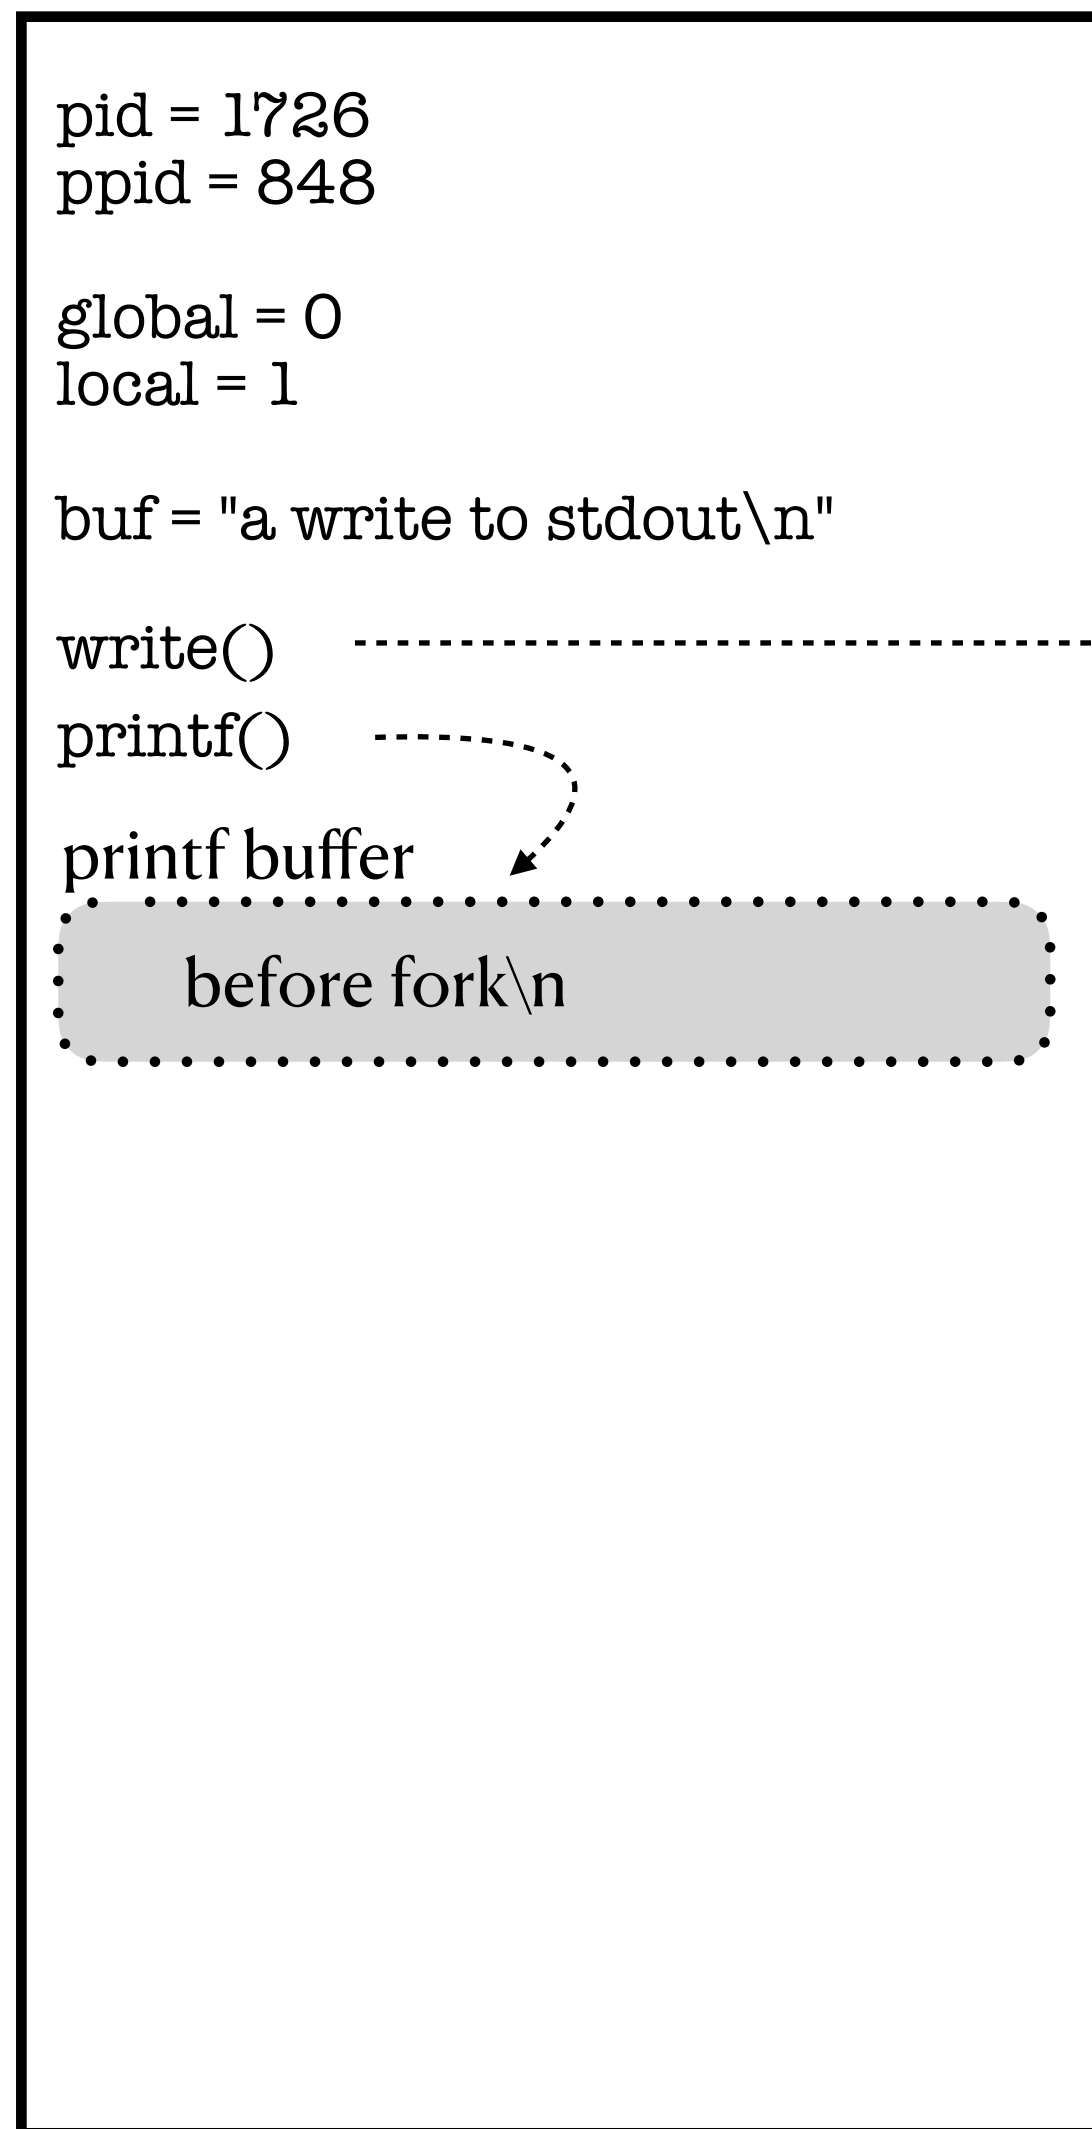 pid = 1726
ppid = 848
global = 0
local = 1
buf = "a write to stdout\n"
write()
printf()
printf buffer
before fork\n